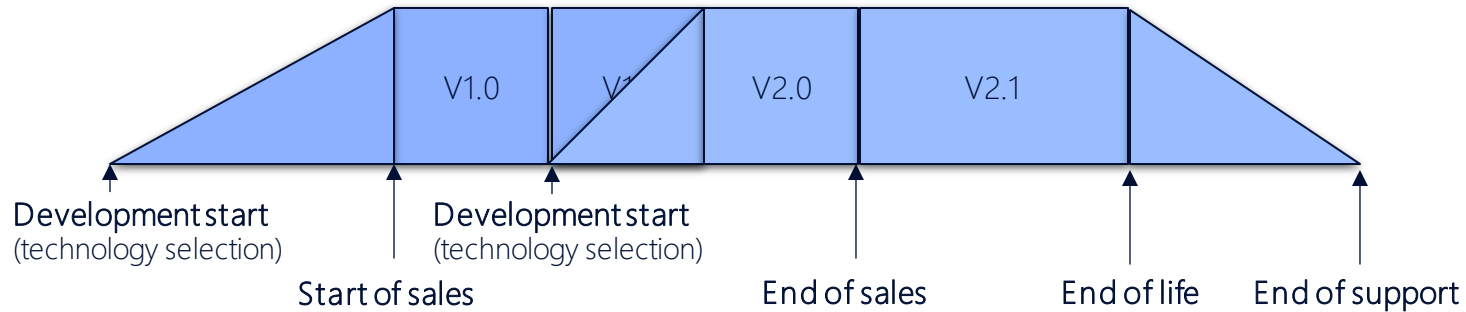 V1.0
V1
V2.0
V2.1
Development start
(technology selection)
Start of sales
Development start
(technology selection)
End of sales
End of life
End of support